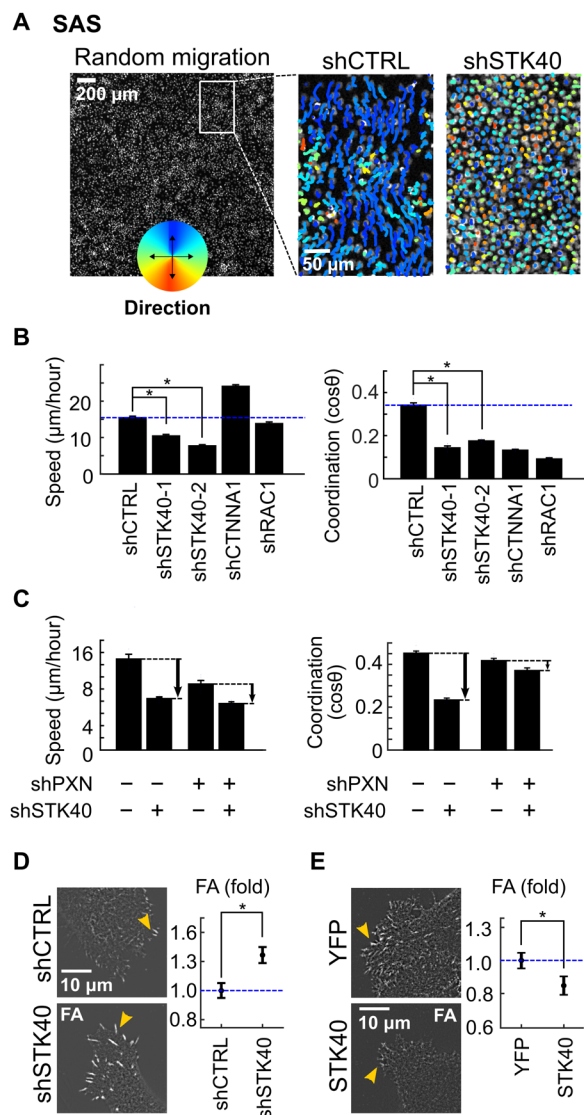 A SAS
Random migration
shCTRL
shSTK40
200 μm
50 μm
Direction
B
Speed (μm/hour)
20
10
0
shCTRL
shSTK40-1
shSTK40-2
shCTNNA1
shRAC1
*
*
Coordination (cosθ)
0.4
0.2
0
shCTRL
shSTK40-1
shSTK40-2
shCTNNA1
shRAC1
*
*
C
Speed (μm/hour)
16
8
0
Coordination
(cosθ)
0.4
0.2
0
shPXN − − + +
shSTK40 − + − +
shPXN − − + +
shSTK40 − + − +
D
shCTRL
10 μm
shSTK40
FA
FA (fold)
*
1.6
1.3
1.0
0.8
shCTRL
shSTK40
E
YFP
10 μm
STK40
FA
FA (fold)
*
1.3
1.0
0.8
0.6
YFP
STK40